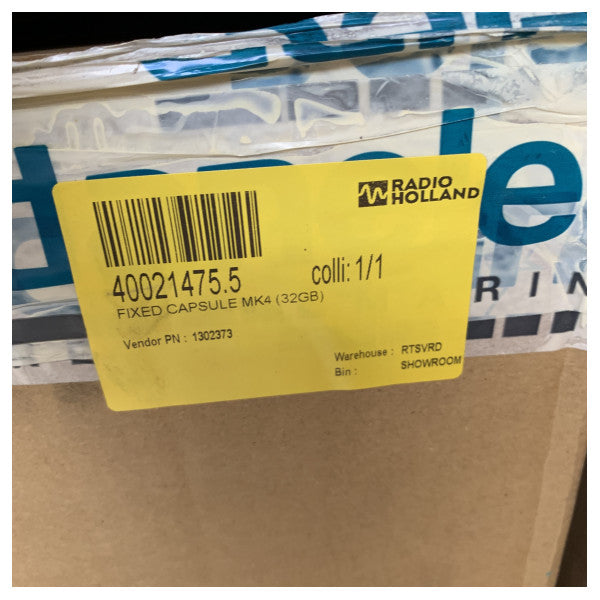 RADIO
HOLLAND
40021475.5
colli: 1/1
FIXED CAPSULE MK4 (32GB)
Vendor PN : 1302373
Warehouse : RTSVRD
Bin : SHOWROOM